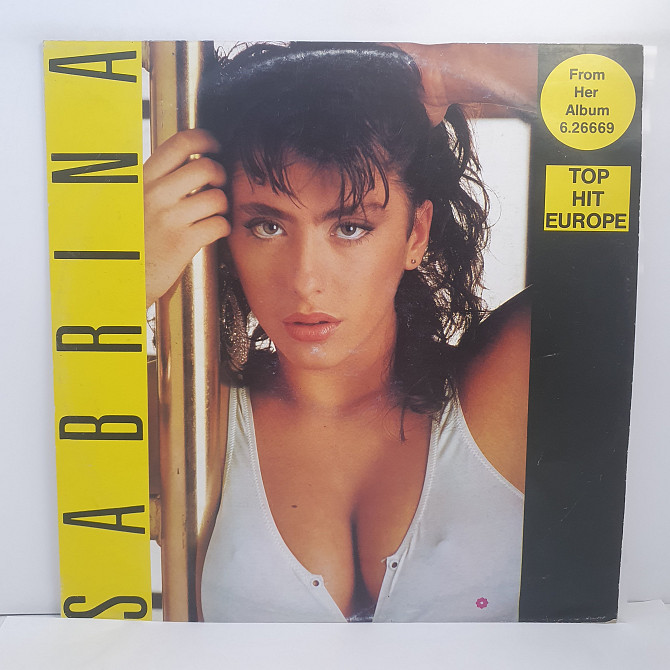 SABRINA
From
Her
Album
6.26669
TOP
HIT
EUROPE